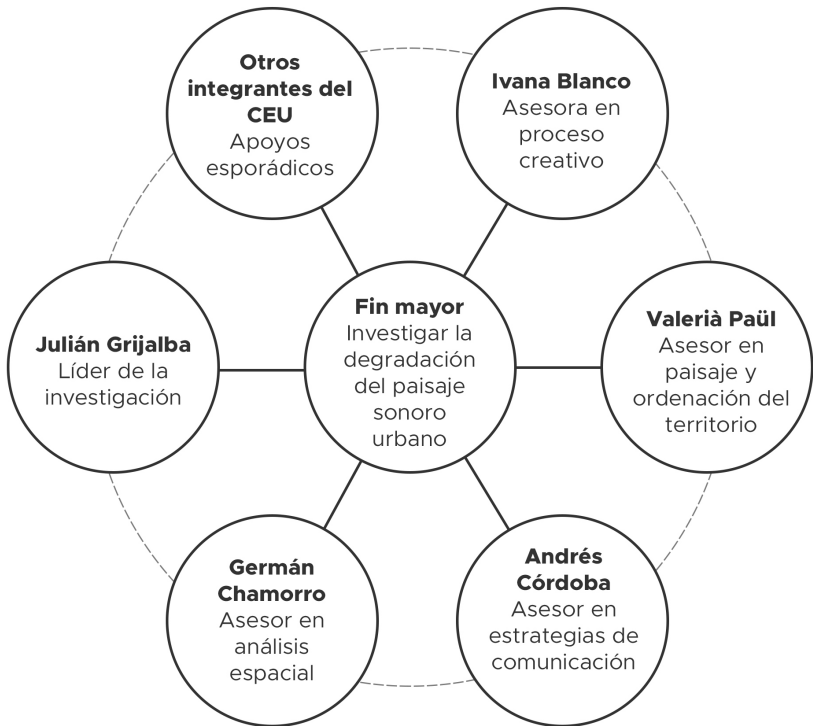 Otros
integrantes del
CEU
Apoyos
esporádicos
Ivana Blanco
Asesora en
proceso
creativo
Julián Grijalba
Líder de la
investigación
Fin mayor
Investigar la
degradación
del paisaje
sonoro
urbano
Valerià Paül
Asesor en
paisaje y
ordenación del
territorio
Germán
Chamorro
Asesor en
análisis
espacial
Andrés
Córdoba
Asesor en
estrategias de
comunicación